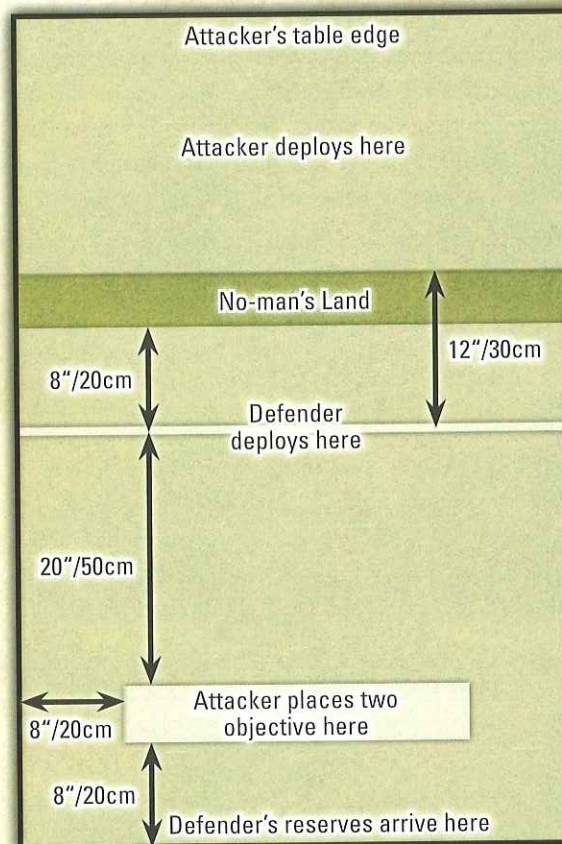 Attacker's table edge
Attacker deploys here
No-man's Land
12"/30cm
8"/20cm
Defender
deploys here
20"/50cm
Attacker places two
objective here
8"/20cm
8"/20cm
Defender's reserves arrive here